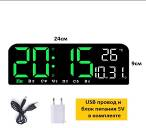 24см
20:15
26°C
10.31.
9см
USB провод и
блок питания 5V
в комплекте